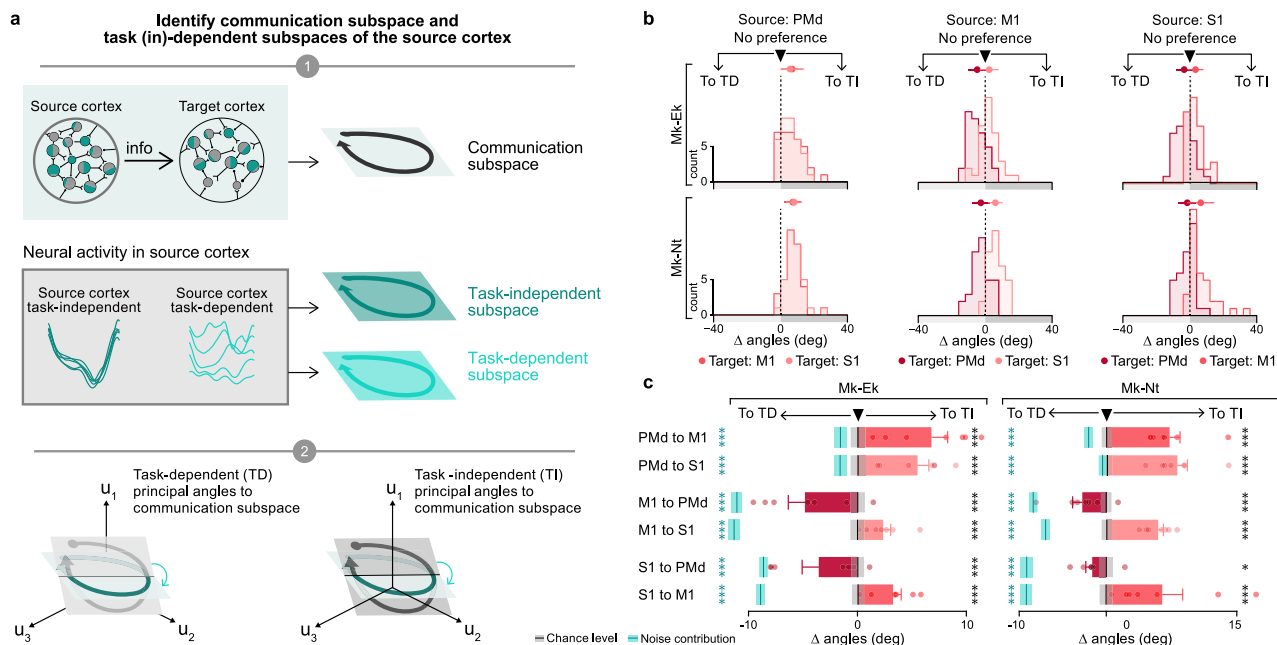 a
Identify communication subspace and
task (in)-dependent subspaces of the source cortex
1
Source cortex
Target cortex
info
Communication
subspace
Neural activity in source cortex
Source cortex
task-independent
Source cortex
task-dependent
Task-independent
subspace
Task-dependent
subspace
2
Task-dependent (TD)
principal angles to
communication subspace
u1
u2
u3
Task -independent (TI)
principal angles to
communication subspace
u1
u2
u3
b
Source: PMd
No preference
To TD
To TI
Source: M1
No preference
To TD
To TI
Source: S1
No preference
To TD
To TI
Mk-Ek
5
count
0
Mk-Nt
5
count
0
−40 0 40
−40 0 40
−40 0 40
Δ angles (deg)
Δ angles (deg)
Δ angles (deg)
Target: M1 Target: S1
Target: PMd Target: S1
Target: PMd Target: M1
c
Mk-Ek
Mk-Nt
To TD
To TI
To TD
To TI
PMd to M1
*** *** *** ***
PMd to S1
*** *** *** ***
M1 to PMd
*** *** *** ***
M1 to S1
*** *** *** ***
S1 to PMd
*** *** *** *
S1 to M1
*** *** *** ***
-10 0 10
-10 0 15
Δ angles (deg)
Δ angles (deg)
Chance level
Noise contribution